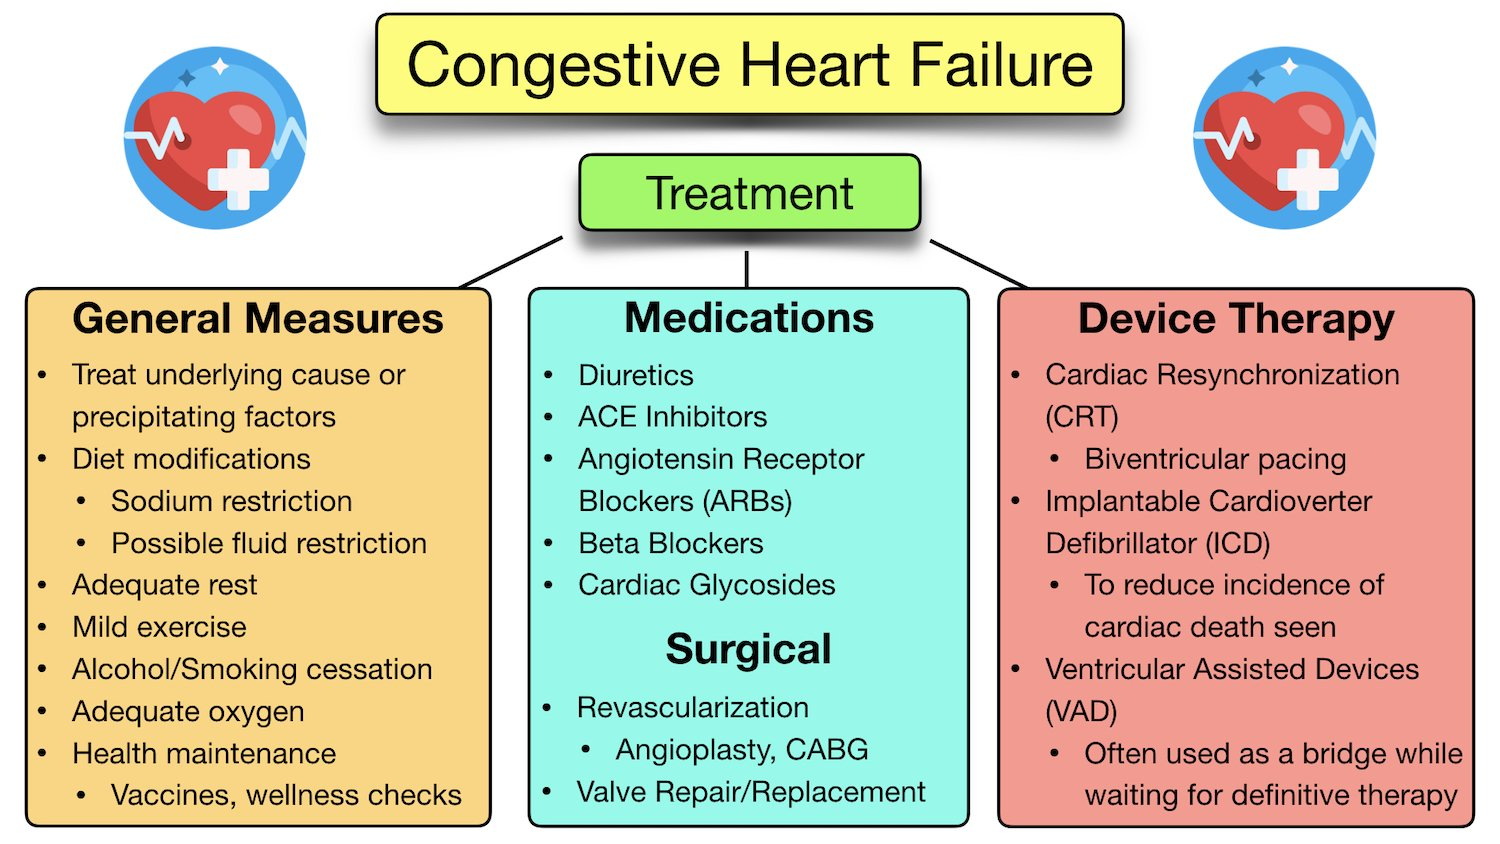 Congestive Heart Failure
Treatment
General Measures
• Treat underlying cause or
precipitating factors
• Diet modifications
• Sodium restriction
• Possible fluid restriction
• Adequate rest
• Mild exercise
• Alcohol/Smoking cessation
• Adequate oxygen
• Health maintenance
• Vaccines, wellness checks
Medications
• Diuretics
• ACE Inhibitors
• Angiotensin Receptor
Blockers (ARBs)
• Beta Blockers
• Cardiac Glycosides
Surgical
• Revascularization
• Angioplasty, CABG
• Valve Repair/Replacement
Device Therapy
• Cardiac Resynchronization
(CRT)
• Biventricular pacing
• Implantable Cardioverter
Defibrillator (ICD)
• To reduce incidence of
cardiac death seen
• Ventricular Assisted Devices
(VAD)
• Often used as a bridge while
waiting for definitive therapy